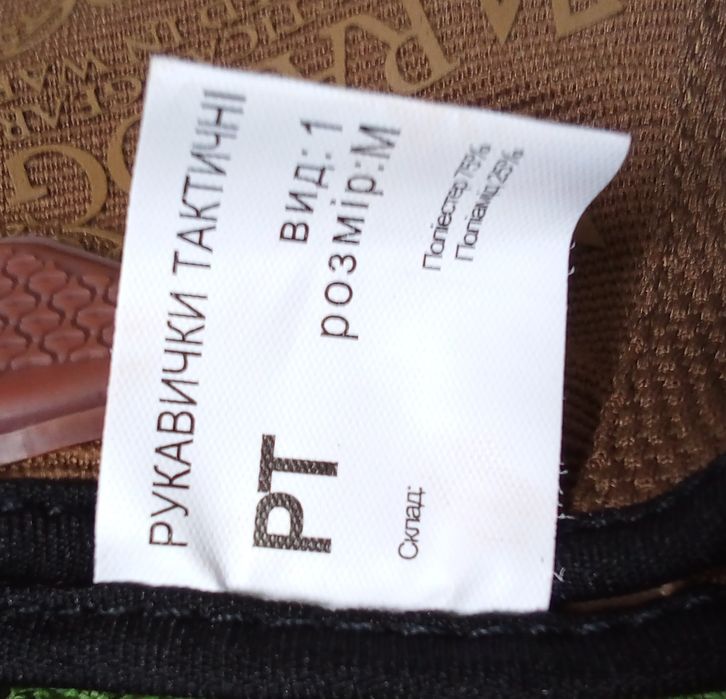 РУКАВИЧКИ ТАКТИЧНІ
РТ
вид: 1
розмір:М
Склад:
Поліестер 75%
Поліамід 25%